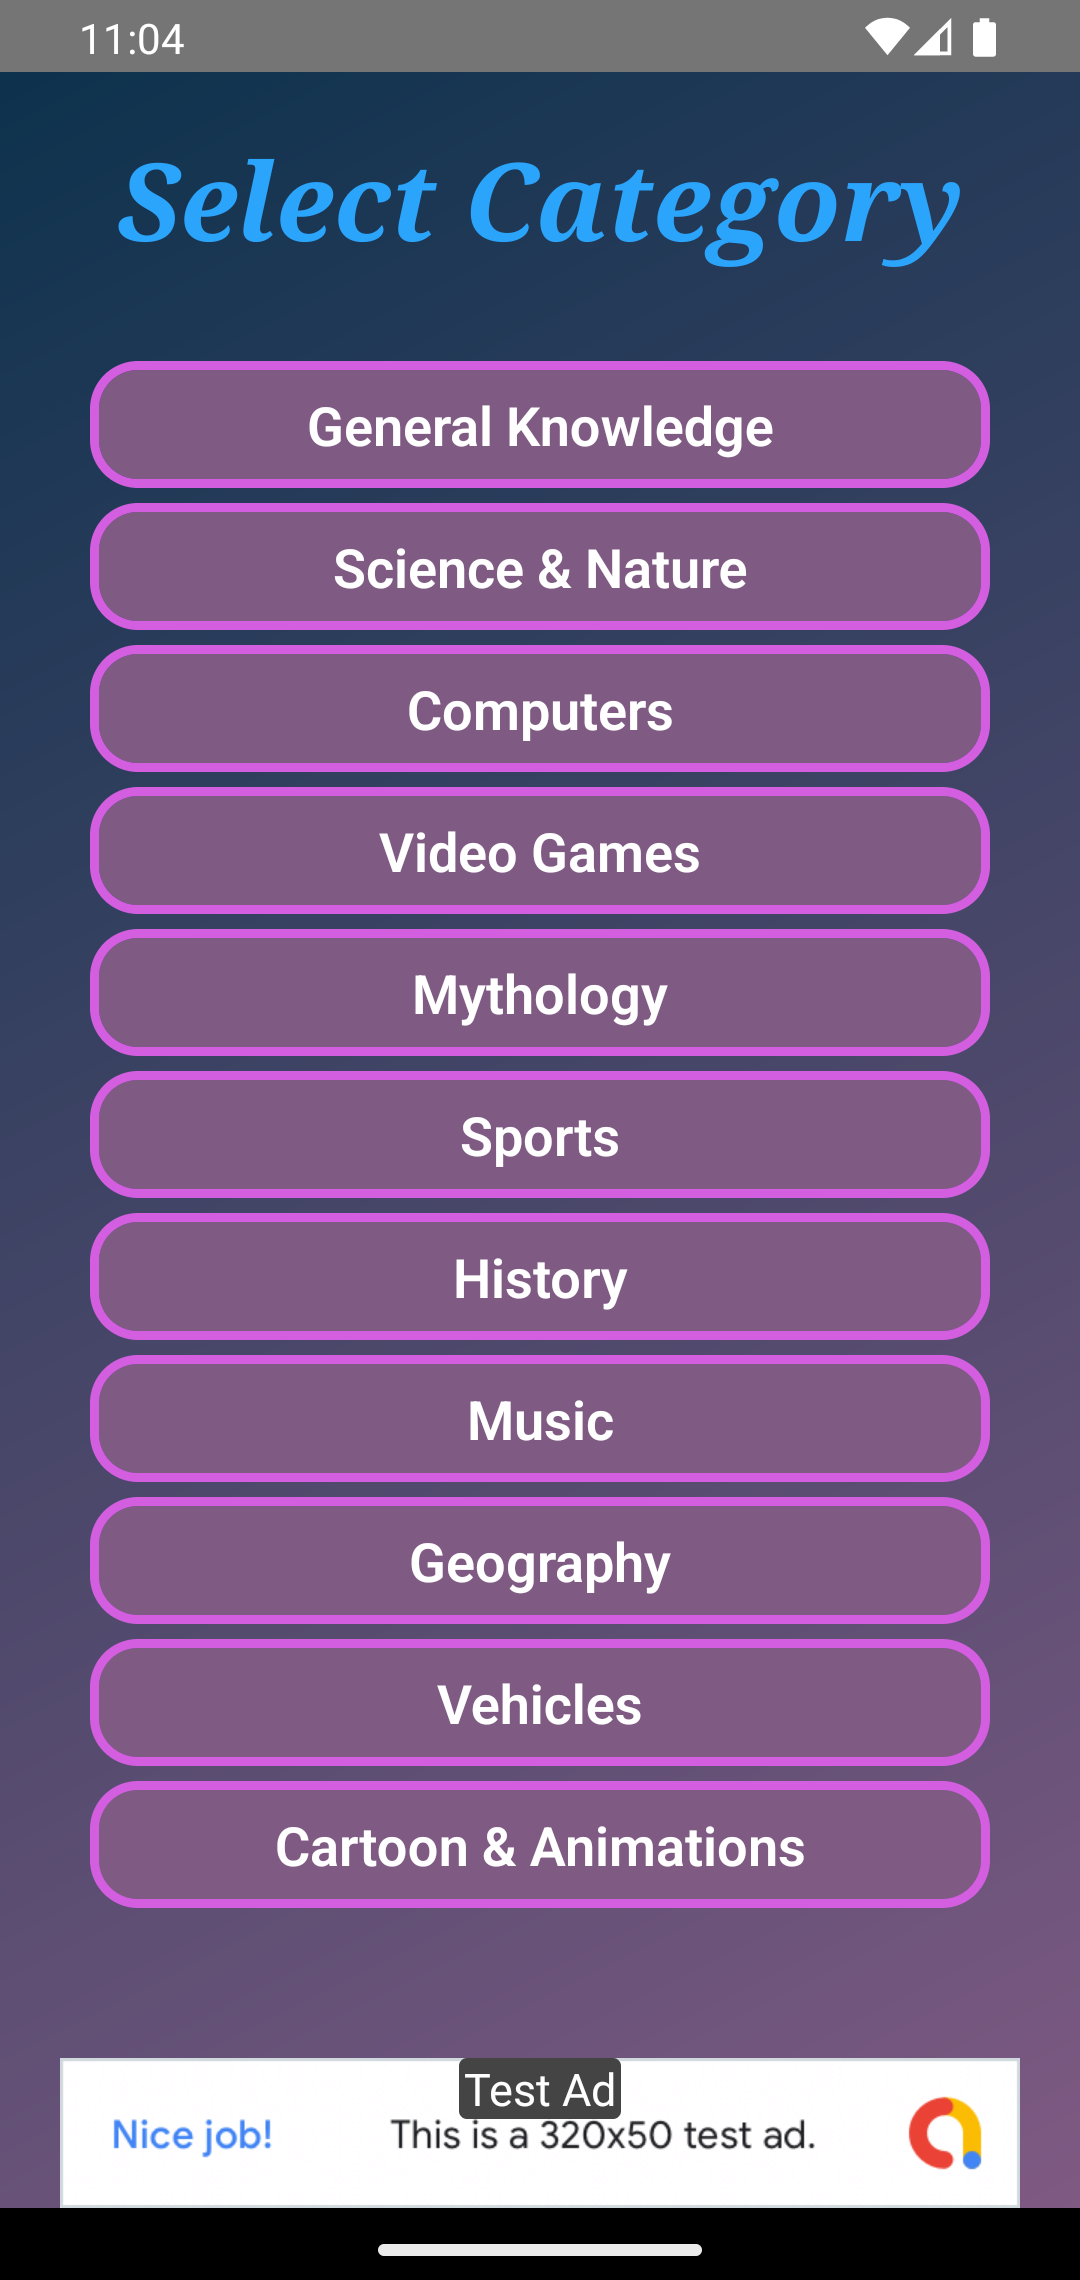 11:04
Select Category
General Knowledge
Science & Nature
Computers
Video Games
Mythology
Sports
History
Music
Geography
Vehicles
Cartoon & Animations
Test Ad
Nice job! This is a 320x50 test ad.